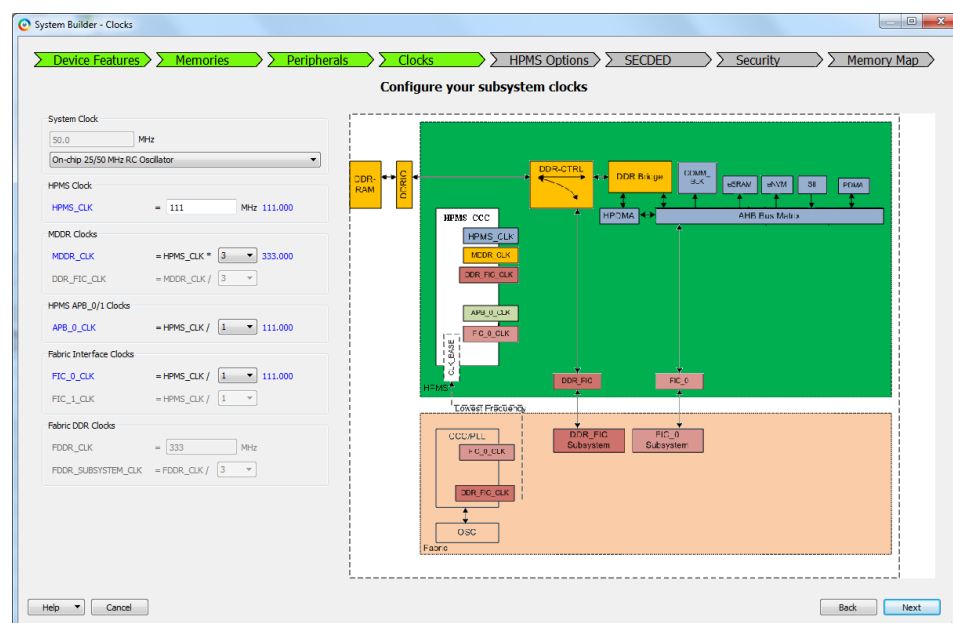 System Builder - Clocks
Device Features
Memories
Peripherals
Clocks
HPMS Options
SECDED
Security
Memory Map
Configure your subsystem clocks
System Clock
50.0 MHz
On-chip 25/50 MHz RC Oscillator
HPMS Clock
HPMS_CLK = 111 MHz 111.000
MDDR Clocks
MDDR_CLK = HPMS_CLK * 3 333.000
DDR_FIC_CLK = MDDR_CLK / 3
HPMS APB_0/1 Clocks
APB_0_CLK = HPMS_CLK / 1 111.000
Fabric Interface Clocks
FIC_0_CLK = HPMS_CLK / 1 111.000
FIC_1_CLK = HPMS_CLK / 1
Fabric DDR Clocks
FDDR_CLK = 333 MHz
FDDR_SUBSYSTEM_CLK = FDDR_CLK / 3
DDR-
RAM
DDRIO
DDR-CTRL
DDR Bridge
COMM_
BLK
eSRAM
eNVM
SII
PDMA
HPDMA
AHB Bus Matrix
HPMS CCC
HPMS_CLK
MDDR CLK
DDR_FIC_CLK
APB_0_CLK
FIC_0_CLK
CLK_BASE
HPMS
DDR_FIC
FIC_0
Lowest Frequency
CCC/PLL
FIC_0_CLK
DDR_FIC_CLK
OSC
DDR_FIC
Subsystem
FIC_0
Subsystem
Fabric
Help
Cancel
Back
Next